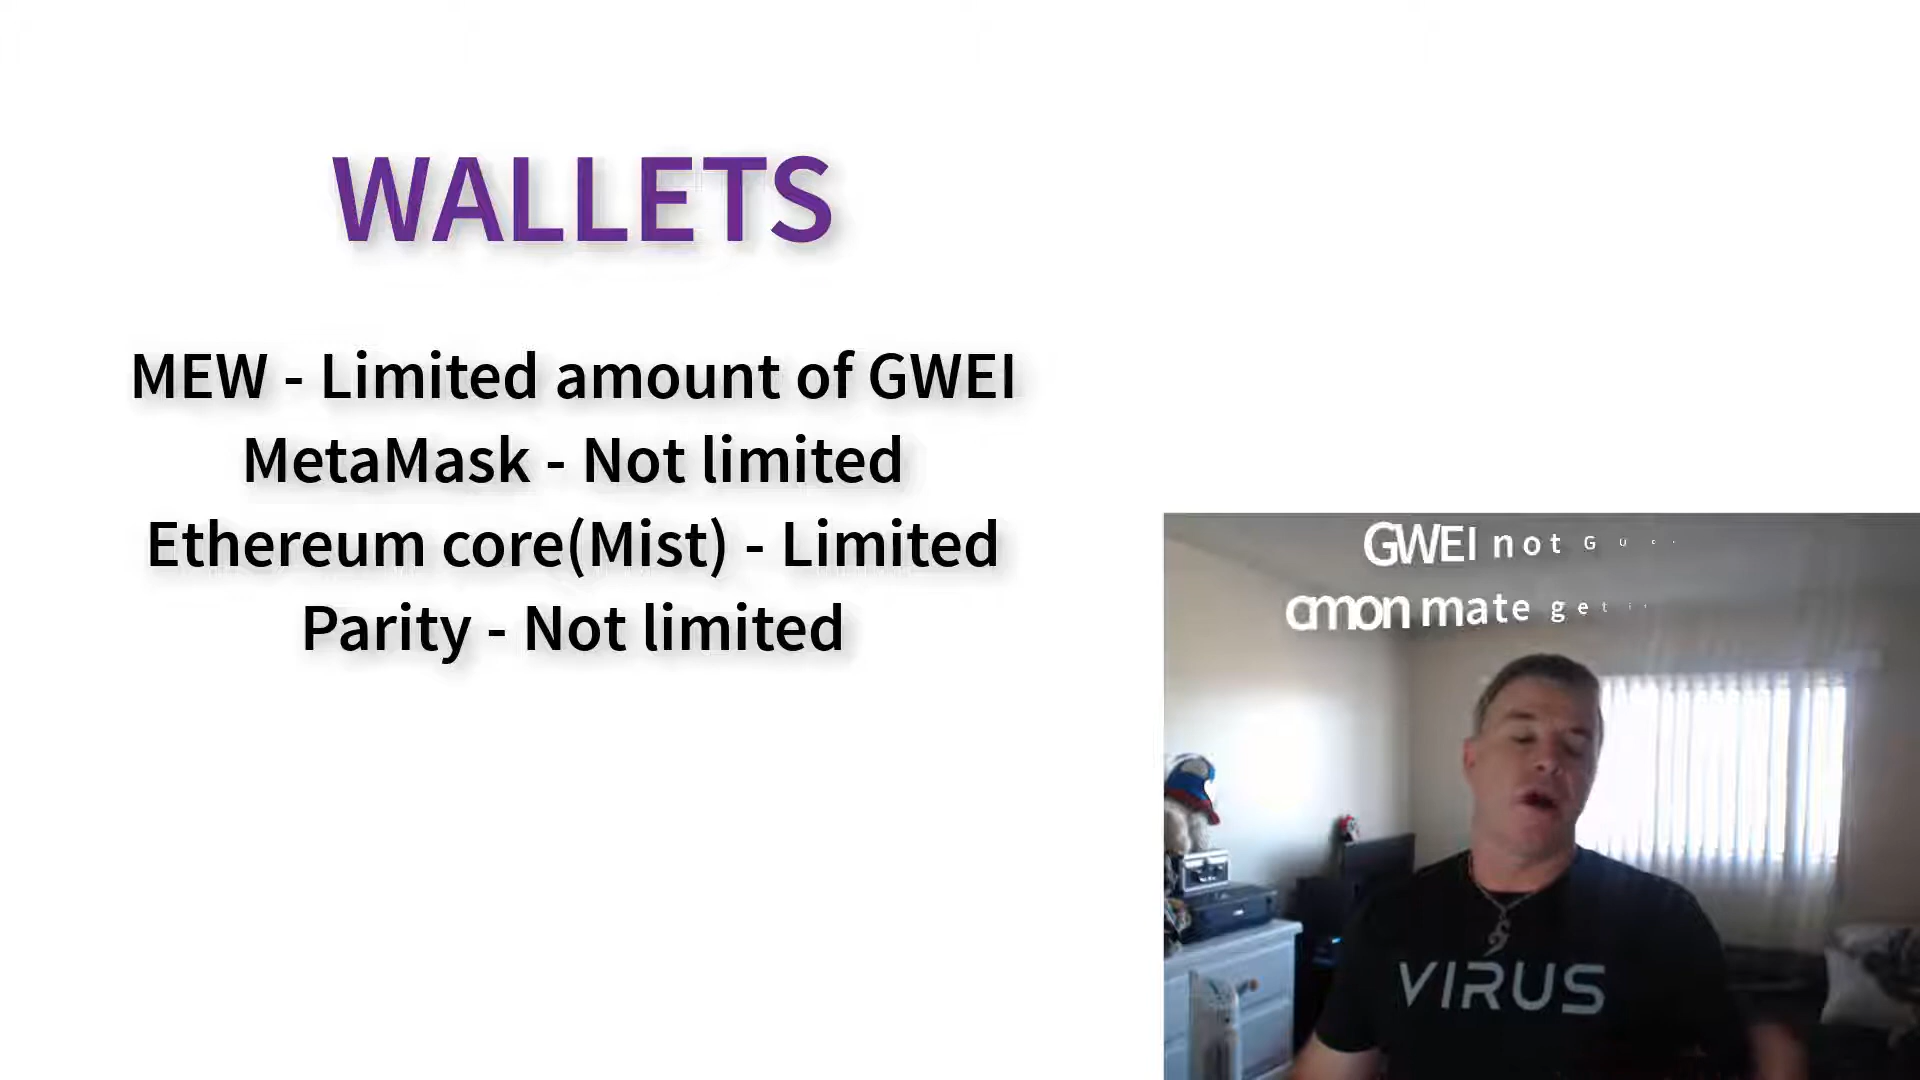 WALLETS
MEW - Limited amount of GWEI
MetaMask - Not limited
Ethereum core(Mist) - Limited
Parity - Not limited
GWEI not
cmon mate get
VIRUS